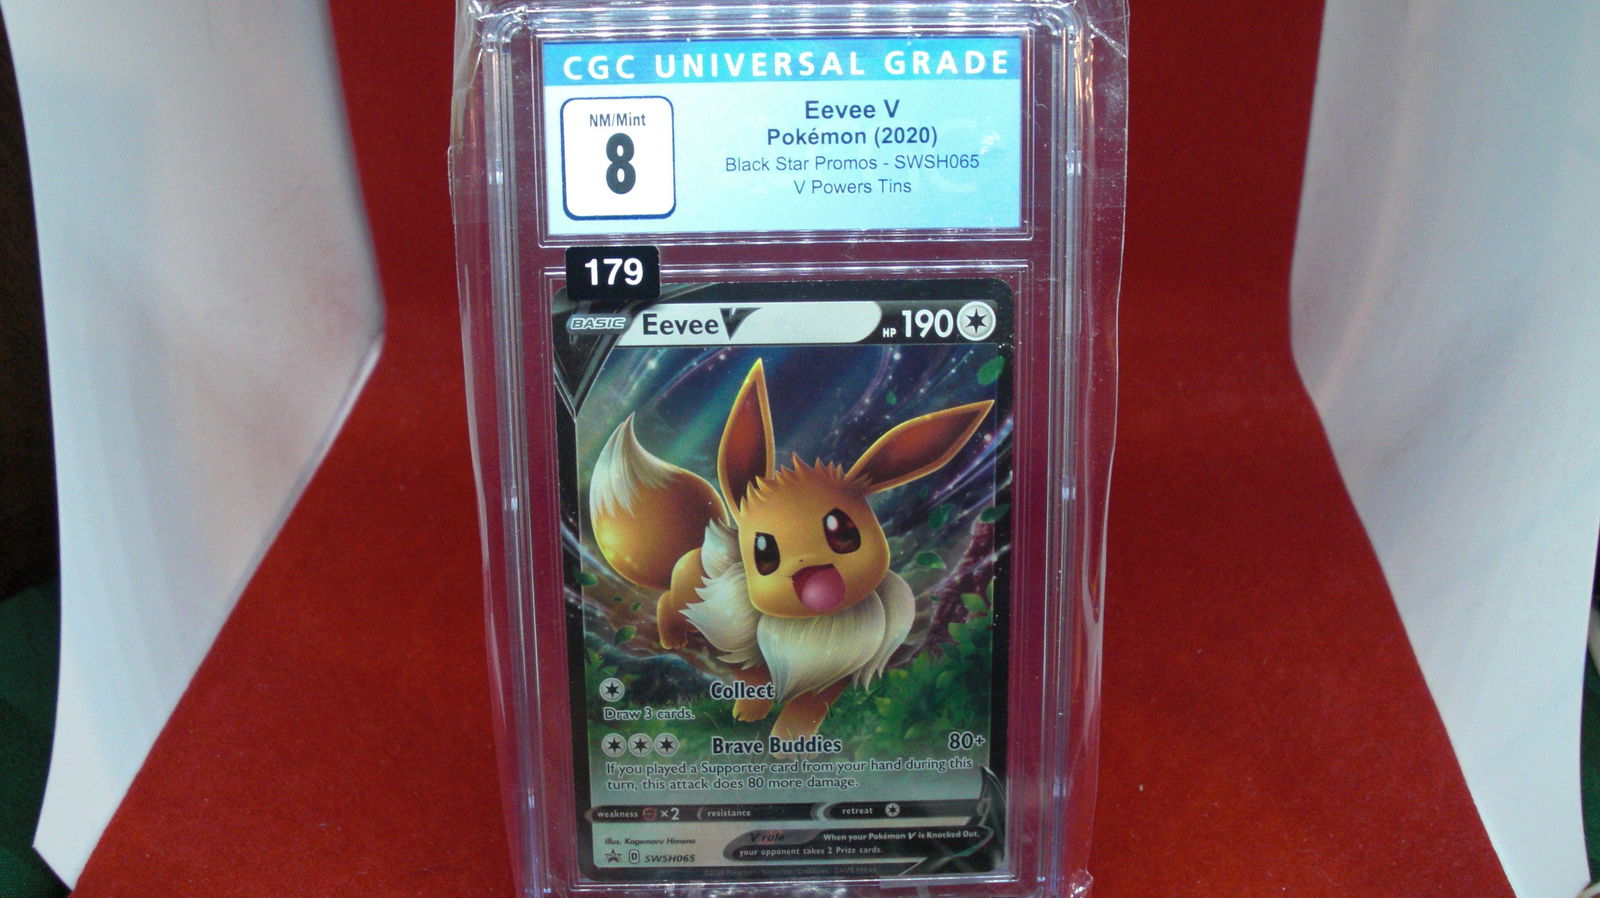 CGC UNIVERSAL GRADE
NM/Mint
8
Eevee V
Pokémon (2020)
Black Star Promos - SWSH065
V Powers Tins
179
BASIC Eevee V HP 190
Collect
Draw 3 cards.
Brave Buddies 80+
If you played a Supporter card from your hand during this
turn, this attack does 80 more damage.
weakness ×2 resistance retreat
Illus. Kagemaru Himeno
V rule When your Pokémon V is Knocked Out,
your opponent takes 2 Prize cards.
D SWSH065